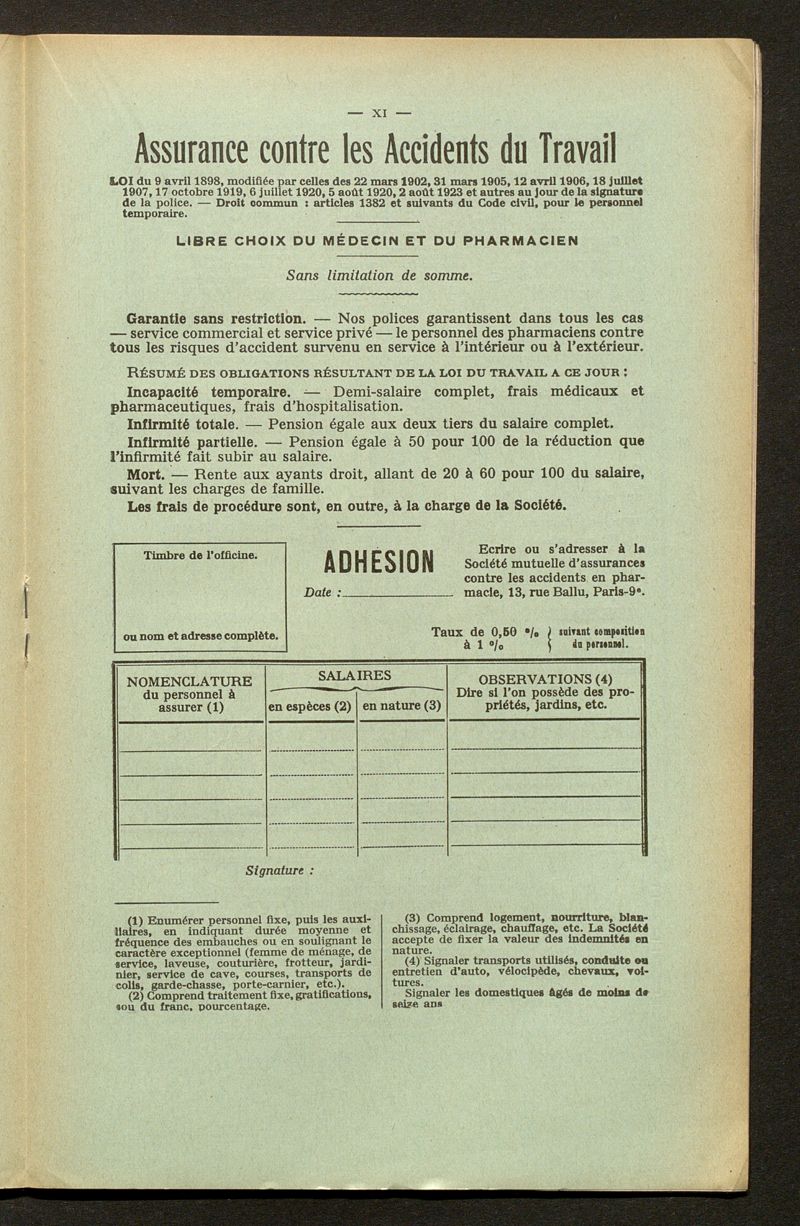 — XI —
Assurance contre les Accidents du Travail
LOI du 9 avril 1898, modifiée par celles des 22 mars 1902, 31 mars 1905, 12 avril 1906, 18 juillet
1907, 17 octobre 1919, 6 juillet 1920, 5 août 1920, 2 août 1923 et autres au jour de la signature
de la police. — Droit commun : articles 1382 et suivants du Code civil, pour le personnel
temporaire.
LIBRE CHOIX DU MÉDECIN ET DU PHARMACIEN
Sans limitation de somme.
Garantie sans restriction. — Nos polices garantissent dans tous les cas
— service commercial et service privé — le personnel des pharmaciens contre
tous les risques d'accident survenu en service à l'intérieur ou à l'extérieur.
RÉSUMÉ DES OBLIGATIONS RÉSULTANT DE LA LOI DU TRAVAIL A CE JOUR :
Incapacité temporaire. — Demi-salaire complet, frais médicaux et
pharmaceutiques, frais d'hospitalisation.
Infirmité totale. — Pension égale aux deux tiers du salaire complet.
Infirmité partielle. — Pension égale à 50 pour 100 de la réduction que
l'infirmité fait subir au salaire.
Mort. — Rente aux ayants droit, allant de 20 à 60 pour 100 du salaire,
suivant les charges de famille.
Les frais de procédure sont, en outre, à la charge de la Société.
Timbre de l'officine.
ou nom et adresse complète.
ADHÉSION
Date :
Ecrire ou s'adresser à la
Société mutuelle d'assurances
contre les accidents en phar-
macie, 13, rue Ballu, Paris-9e.
Taux de 0,50 % } suivant composition
à 1 % du personnel.
NOMENCLATURE
du personnel à
assurer (1)
SALAIRES
en espèces (2)
en nature (3)
OBSERVATIONS (4)
Dire si l'on possède des pro-
priétés, jardins, etc.
Signature :
(1) Enumérer personnel fixe, puis les auxi-
liaires, en indiquant durée moyenne et
fréquence des embauches ou en soulignant le
caractère exceptionnel (femme de ménage, de
service, laveuse, couturière, frotteur, jardi-
nier, service de cave, courses, transports de
colis, garde-chasse, porte-carnier, etc.).
(2) Comprend traitement fixe, gratifications,
sou du franc, pourcentage.
(3) Comprend logement, nourriture, blan-
chissage, éclairage, chauffage, etc. La Société
accepte de fixer la valeur des indemnités en
nature.
(4) Signaler transports utilisés, conduite ou
entretien d'auto, vélocipède, chevaux, voi-
tures.
Signaler les domestiques âgés de moins de
seize ans